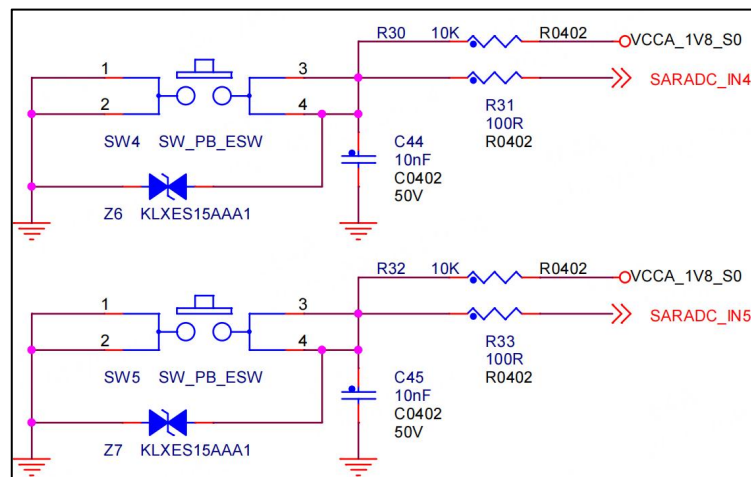 R30 10K R0402 VCCA_1V8_S0
1 3 SARADC_IN4
2 4 R31
100R
R0402
SW4 SW_PB_ESW
C44
10nF
C0402
50V
Z6 KLXES15AAA1
R32 10K R0402 VCCA_1V8_S0
1 3 SARADC_IN5
2 4 R33
100R
R0402
SW5 SW_PB_ESW
C45
10nF
C0402
50V
Z7 KLXES15AAA1